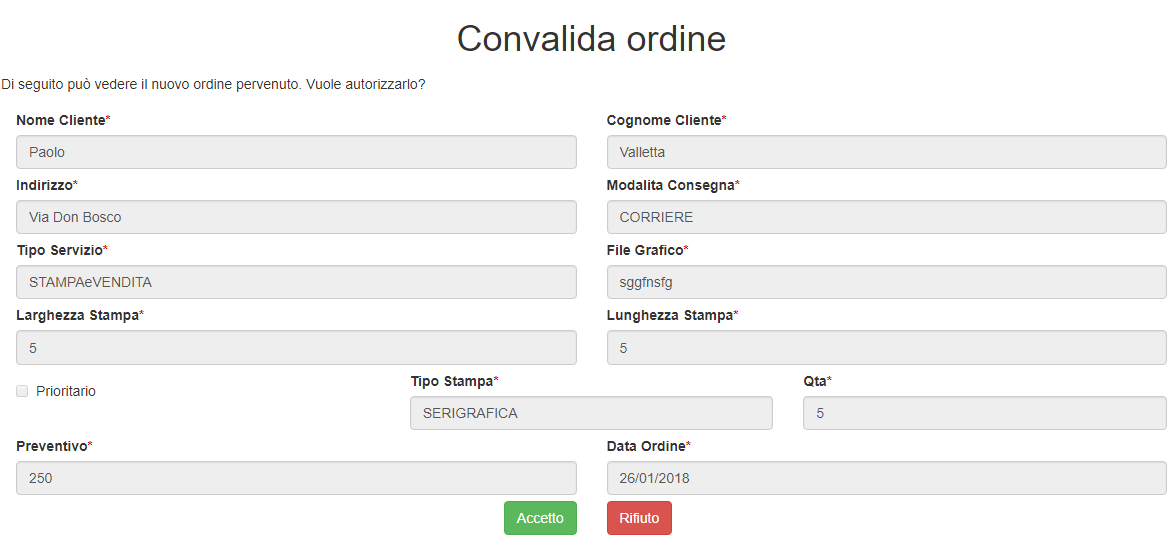 Convalida ordine
Di seguito può vedere il nuovo ordine pervenuto. Vuole autorizzarlo?
Nome Cliente* Cognome Cliente*
Paolo Valletta
Indirizzo* Modalita Consegna*
Via Don Bosco CORRIERE
Tipo Servizio* File Grafico*
STAMPAeVENDITA sggfnsfg
Larghezza Stampa* Lunghezza Stampa*
5 5
Prioritario Tipo Stampa* Qta*
SERIGRAFICA 5
Preventivo* Data Ordine*
250 26/01/2018
Accetto Rifiuto